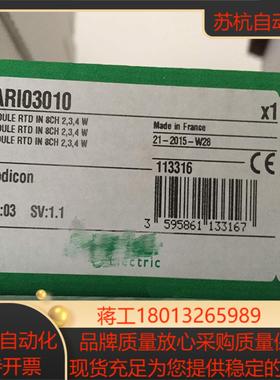 苏杭自动
ARI03010
x1
DULE RTD IN 8CH 2,3,4 W
DULE RTD IN 8CH 2,3,4 W
DULE RTD IN 8CH 2,3,4 W
Made in France
21-2015-W28
odicon
113316
:03 SV:1.1
3 595861 133167
electric
自动化
蒋工18013265989
品牌质量放心采购质量保
开票
现货充足为您提供最优价